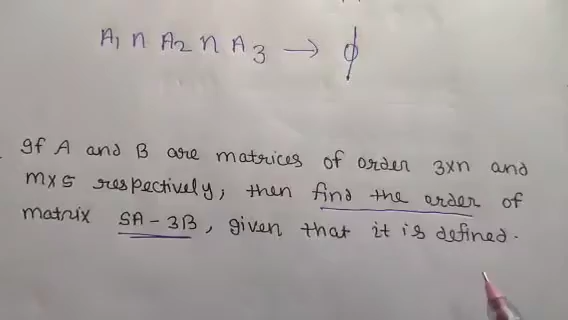 A₁ ∩ A₂ ∩ A₃ → ϕ
If A and B are matrices of order 3×n and
m×5 respectively, then find the order of
matrix 5A - 3B, given that it is defined.